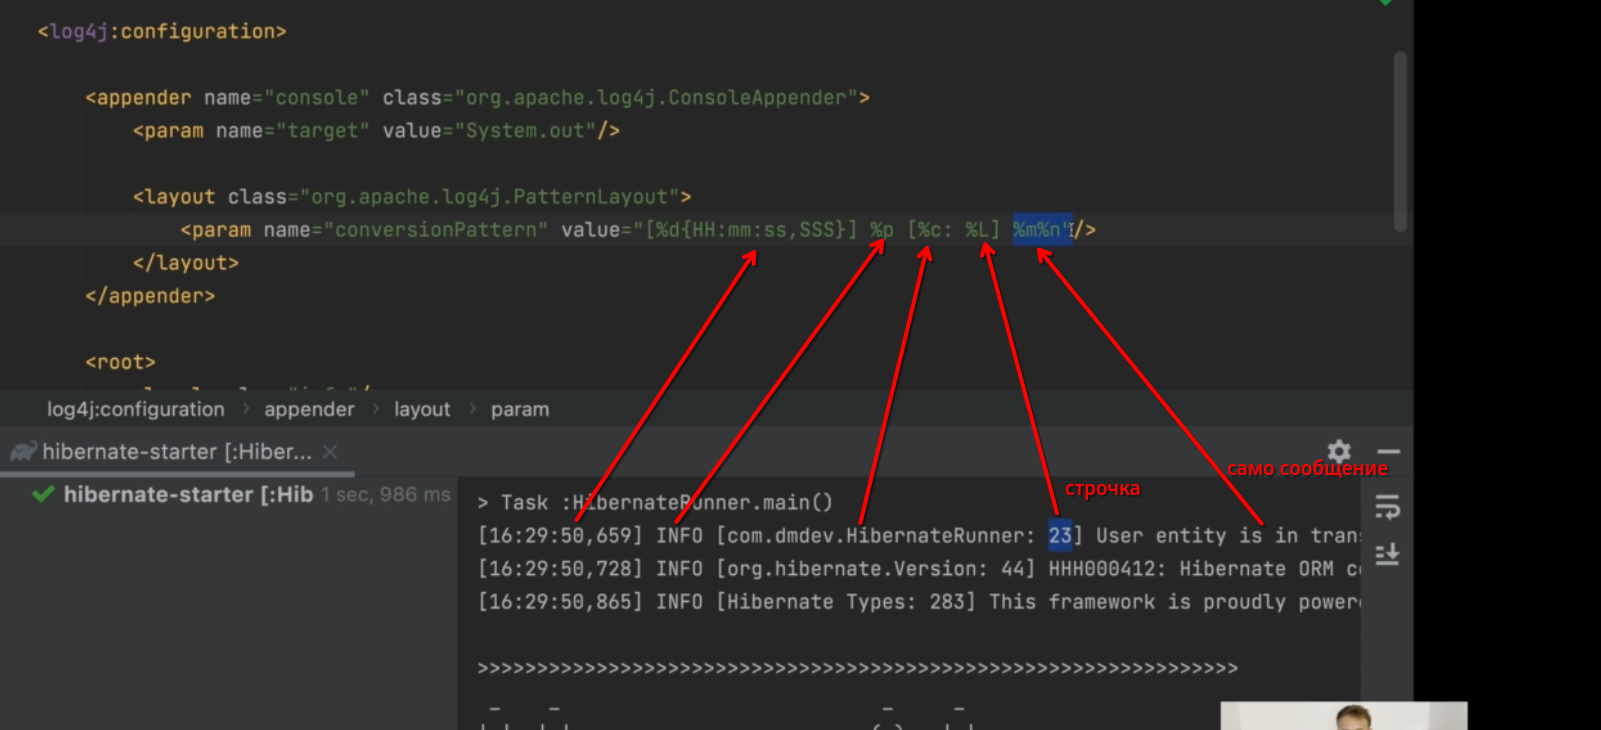 <log4j:configuration>
<appender name="console" class="org.apache.log4j.ConsoleAppender">
<param name="target" value="System.out"/>
<layout class="org.apache.log4j.PatternLayout">
<param name="conversionPattern" value="[%d{HH:mm:ss,SSS}] %p [%c: %L] %m%n"/>
</layout>
</appender>
<root>
log4j:configuration > appender > layout > param
hibernate-starter [:Hiber...
hibernate-starter [:Hib 1 sec, 986 ms
само сообщение
строчка
> Task :HibernateRunner.main()
[16:29:50,659] INFO [com.dmdev.HibernateRunner: 23] User entity is in tran
[16:29:50,728] INFO [org.hibernate.Version: 44] HHH000412: Hibernate ORM c
[16:29:50,865] INFO [Hibernate Types: 283] This framework is proudly power
>>>>>>>>>>>>>>>>>>>>>>>>>>>>>>>>>>>>>>>>>>>>>>>>>>>>>>>>>>>>>>>>